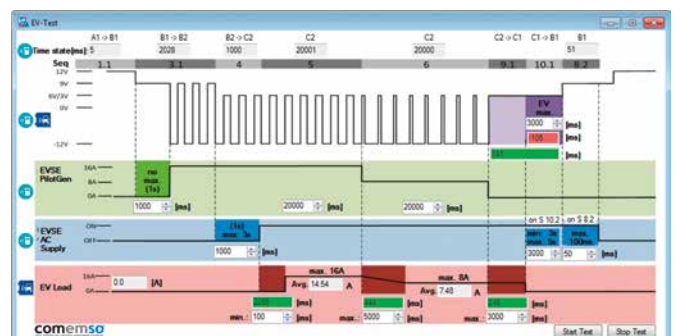 EV-Test
A1->B1 B1->B2 B2->C2 C2 C2 C2->C1 C1->B1 B1
Time state[ms]: 5 2028 1000 20001 20000 51
Seq 1.1 3.1 4 5 6 9.1 10.1 8.2
12V
9V
6V/3V
0V
-12V
EV
max.
3000 [ms]
[ms]
[ms]
EVSE
PilotGen
16A
8A
0A
no
max.
(1s)
1000 [ms] 20000 [ms] 20000 [ms]
EVSE
AC
Supply
ON
OFF
(1s)
max. 3s
on S 10.2 on S 8.2
max.
100ms
1000 [ms] 3000 50 [ms]
EV Load
16A
0A
0.0 [A]
max. 16A
Avg. 14.54 A
max. 8A
Avg. 7.48 A
[ms] [ms] [ms]
min.: 100 [ms] max.: 5000 [ms] max.: 3000 [ms]
comemso
Start Test Stop Test